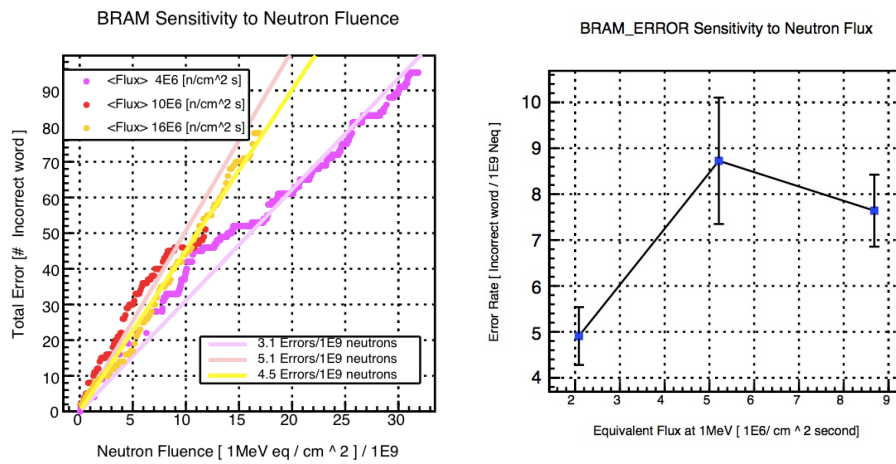 BRAM Sensitivity to Neutron Fluence
Total Error [# Incorrect word]
90
80
70
60
50
40
30
20
10
0
<Flux> 4E6 [n/cm^2 s]
<Flux> 10E6 [n/cm^2 s]
<Flux> 16E6 [n/cm^2 s]
3.1 Errors/1E9 neutrons
5.1 Errors/1E9 neutrons
4.5 Errors/1E9 neutrons
0 5 10 15 20 25 30
Neutron Fluence [ 1MeV eq / cm ^ 2 ] / 1E9
BRAM_ERROR Sensitivity to Neutron Flux
Error Rate [ Incorrect word / 1E9 Neq ]
10
9
8
7
6
5
4
2 3 4 5 6 7 8 9
Equivalent Flux at 1MeV [ 1E6/ cm ^ 2 second]